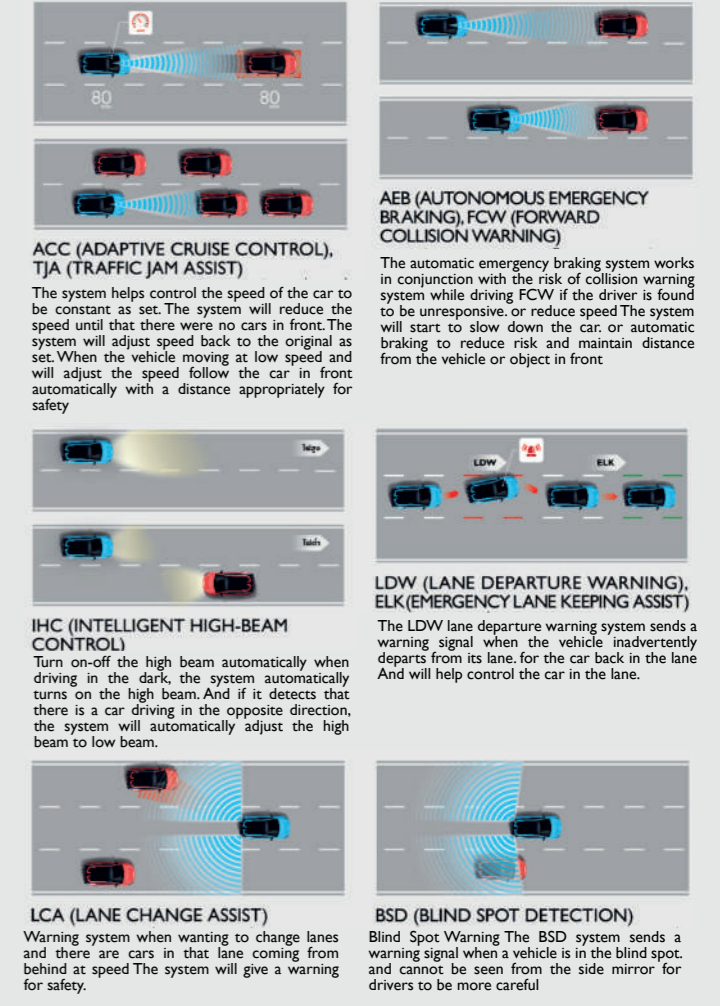 80
80
ACC (ADAPTIVE CRUISE CONTROL),
TJA (TRAFFIC JAM ASSIST)
The system helps control the speed of the car to
be constant as set. The system will reduce the
speed until that there were no cars in front. The
system will adjust speed back to the original as
set. When the vehicle moving at low speed and
will adjust the speed follow the car in front
automatically with a distance appropriately for
safety
AEB (AUTONOMOUS EMERGENCY
BRAKING), FCW (FORWARD
COLLISION WARNING)
The automatic emergency braking system works
in conjunction with the risk of collision warning
system while driving FCW if the driver is found
to be unresponsive. or reduce speed The system
will start to slow down the car. or automatic
braking to reduce risk and maintain distance
from the vehicle or object in front
IHC (INTELLIGENT HIGH-BEAM
CONTROL)
Turn on-off the high beam automatically when
driving in the dark, the system automatically
turns on the high beam. And if it detects that
there is a car driving in the opposite direction,
the system will automatically adjust the high
beam to low beam.
LDW
ELK
LDW (LANE DEPARTURE WARNING),
ELK(EMERGENCY LANE KEEPING ASSIST)
The LDW lane departure warning system sends a
warning signal when the vehicle inadvertently
departs from its lane. for the car back in the lane
And will help control the car in the lane.
LCA (LANE CHANGE ASSIST)
Warning system when wanting to change lanes
and there are cars in that lane coming from
behind at speed The system will give a warning
for safety.
BSD (BLIND SPOT DETECTION)
Blind Spot Warning The BSD system sends a
warning signal when a vehicle is in the blind spot.
and cannot be seen from the side mirror for
drivers to be more careful